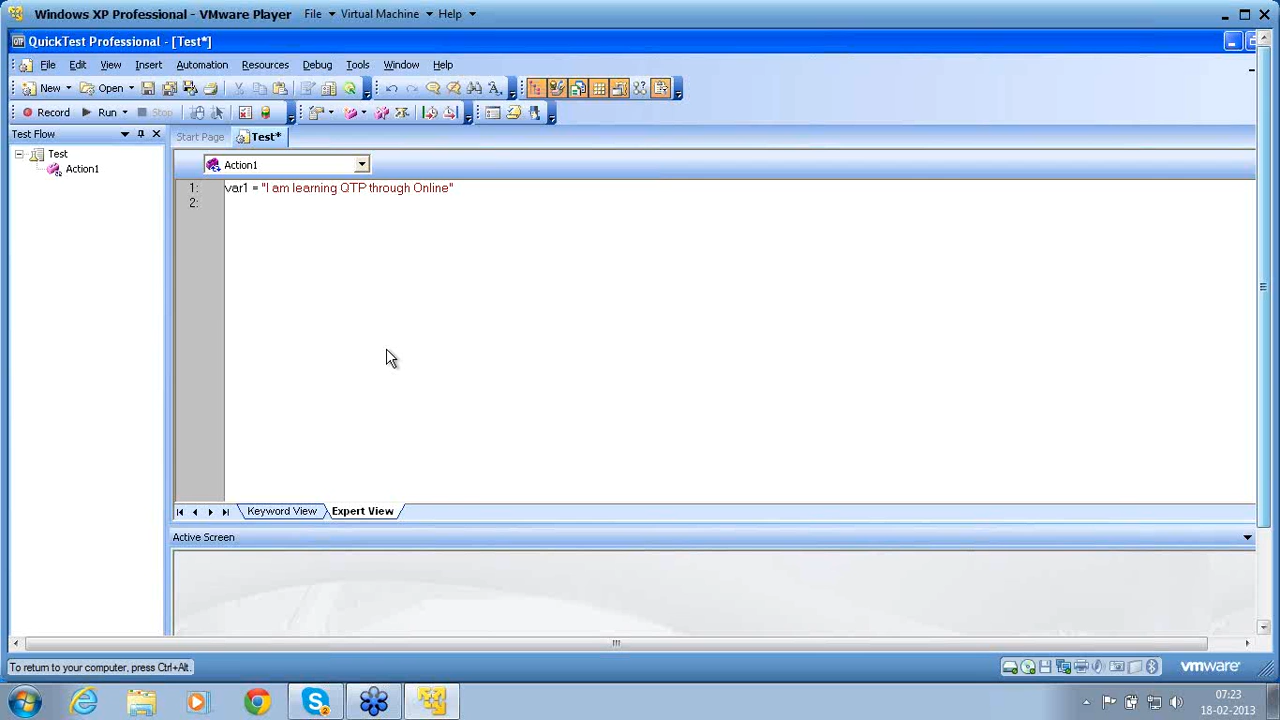 Windows XP Professional - VMware Player File Virtual Machine Help
QTP QuickTest Professional - [Test*]
File Edit View Insert Automation Resources Debug Tools Window Help
New Open
Record Run Stop
Test Flow
Start Page Test*
Test
Action1
Action1
1: var1 = "I am learning QTP through Online"
2:
Keyword View Expert View
Active Screen
To return to your computer, press Ctrl+Alt.
vmware
07:23
18-02-2013
2